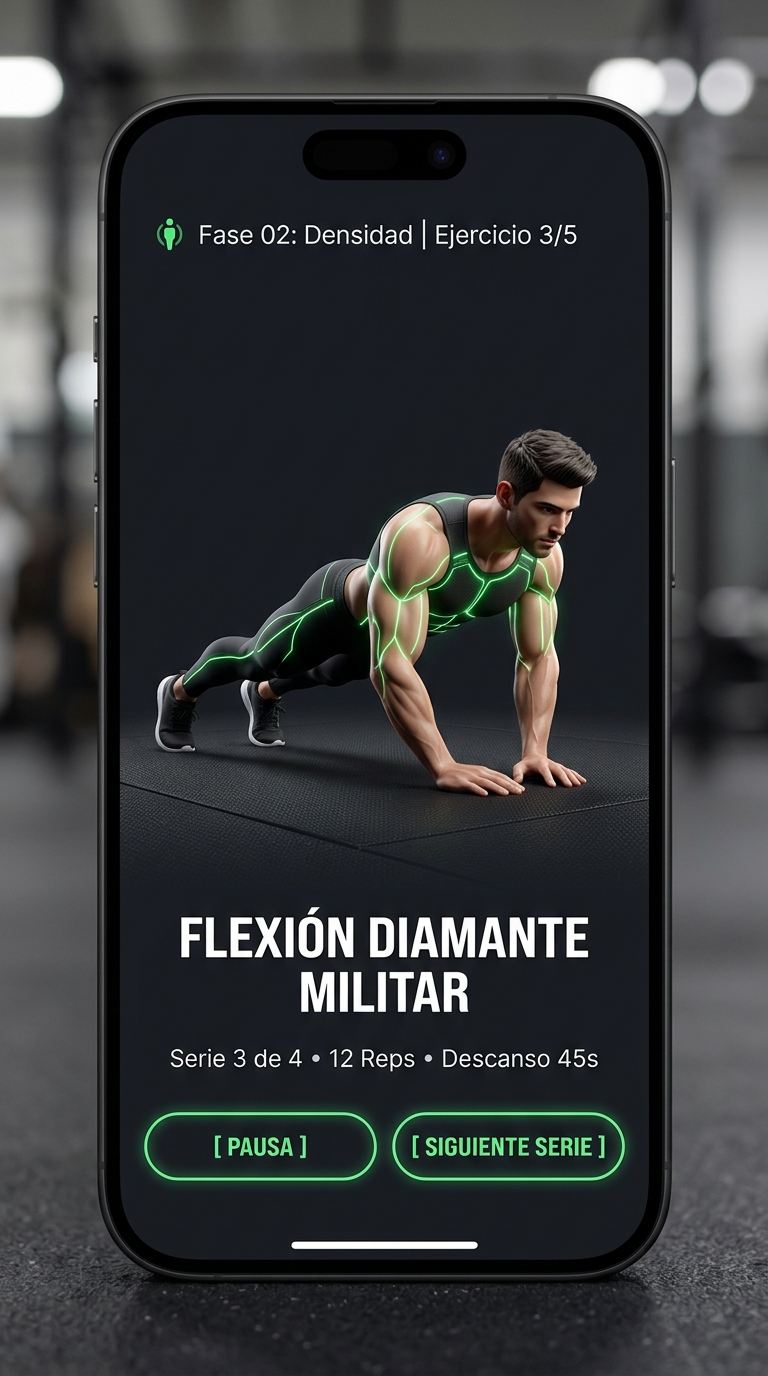 Fase 02: Densidad | Ejercicio 3/5
FLEXIÓN DIAMANTE
MILITAR
Serie 3 de 4 • 12 Reps • Descanso 45s
[ PAUSA ]
[ SIGUIENTE SERIE ]